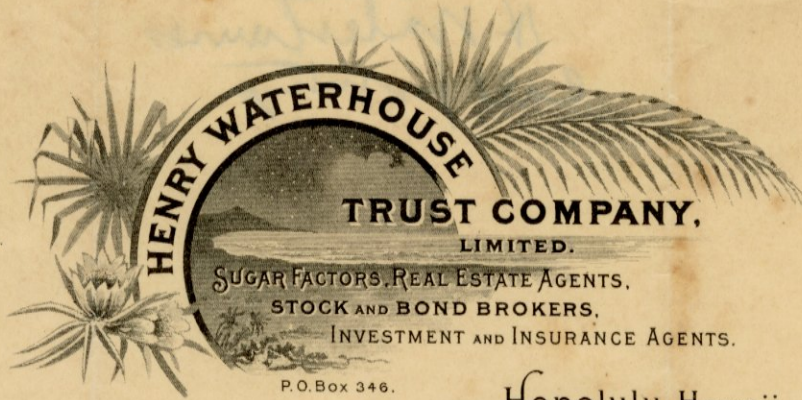 HENRY WATERHOUSE
TRUST COMPANY,
LIMITED.
SUGAR FACTORS, REAL ESTATE AGENTS,
STOCK AND BOND BROKERS,
INVESTMENT AND INSURANCE AGENTS.
P.O. Box 346.
Honolulu